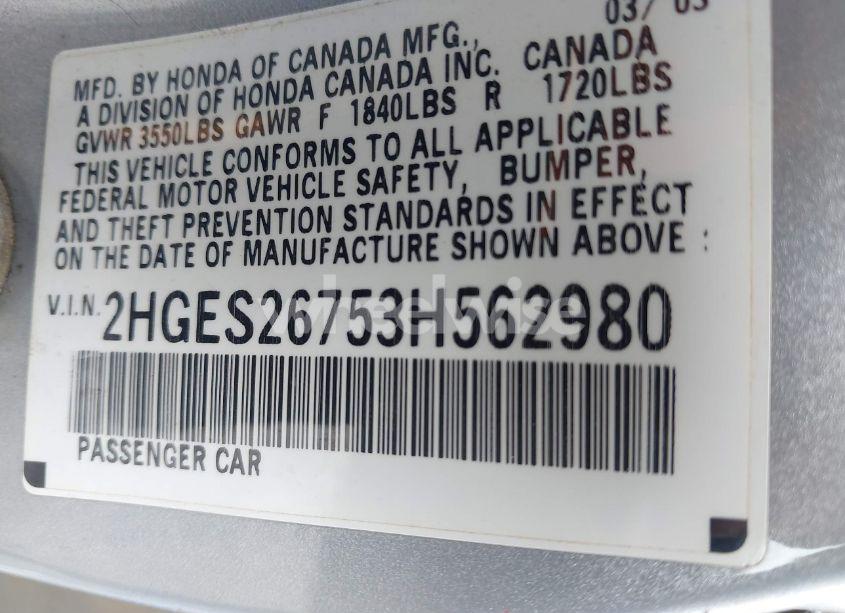 03/ 03
MFD. BY HONDA OF CANADA MFG.,
A DIVISION OF HONDA CANADA INC. CANADA
GVWR 3550LBS GAWR F 1840LBS R 1720LBS
THIS VEHICLE CONFORMS TO ALL APPLICABLE
FEDERAL MOTOR VEHICLE SAFETY, BUMPER,
AND THEFT PREVENTION STANDARDS IN EFFECT
ON THE DATE OF MANUFACTURE SHOWN ABOVE :
V.I.N. 2HGES26753H562980
wheelwise
PASSENGER CAR